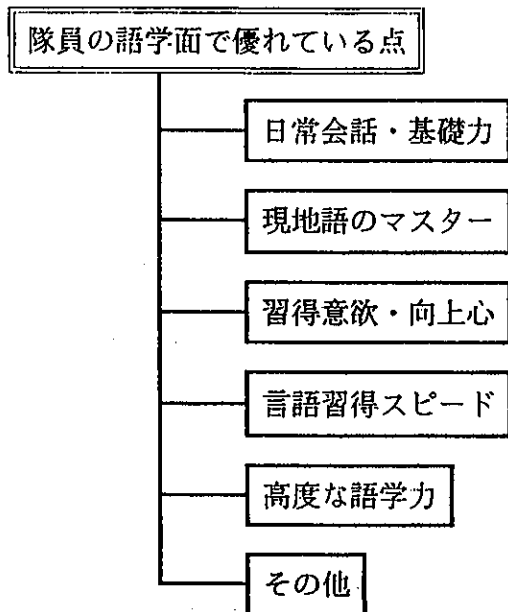 隊員の語学面で優れている点
日常会話・基礎力
現地語のマスター
習得意欲・向上心
言語習得スピード
高度な語学力
その他